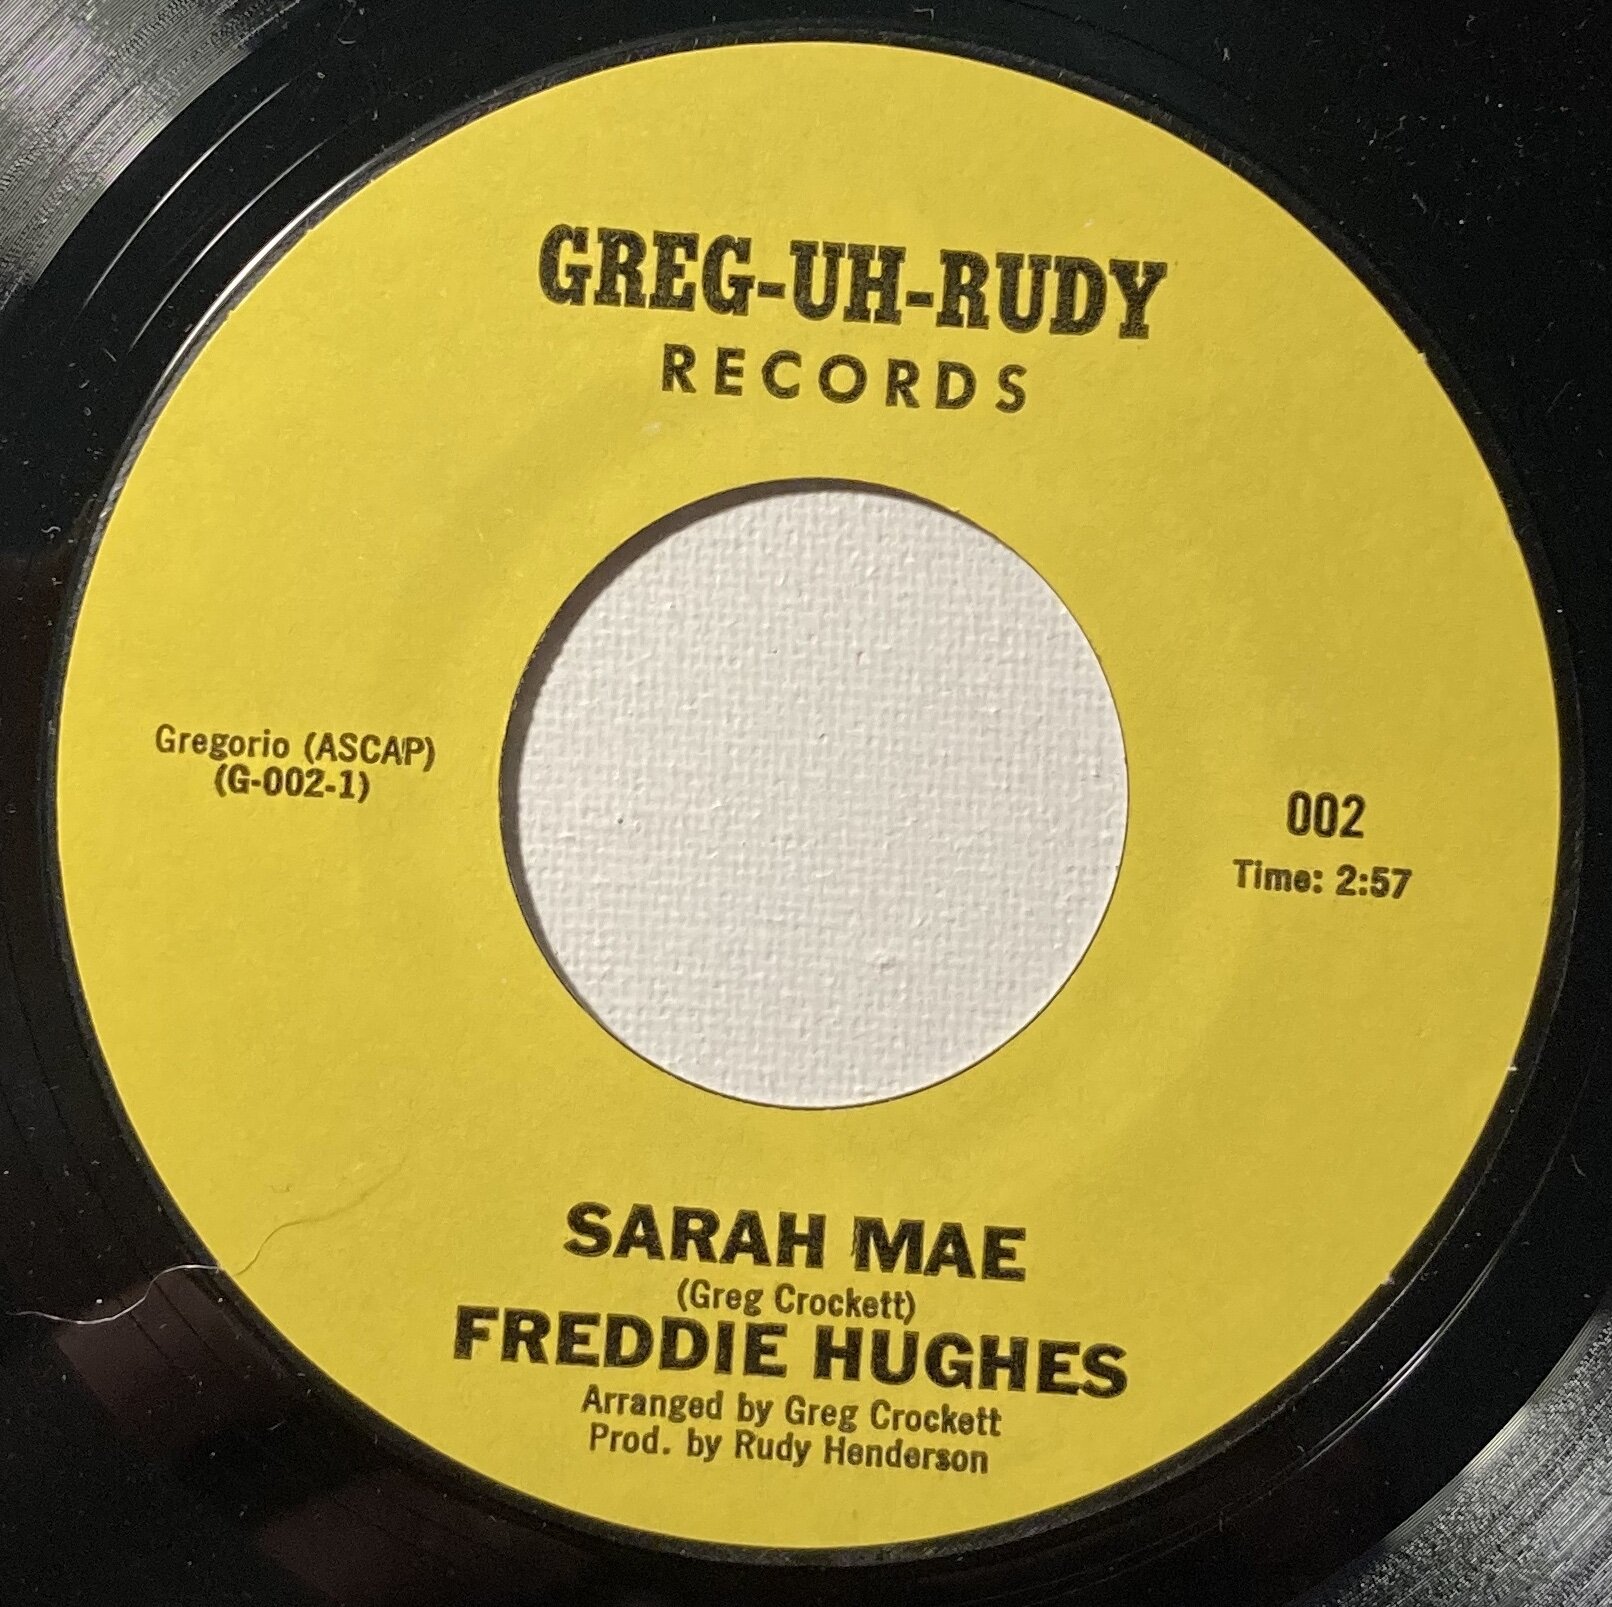 GREG-UH-RUDY
RECORDS
Gregorio (ASCAP)
(G-002-1)
002
Time: 2:57
SARAH MAE
(Greg Crockett)
FREDDIE HUGHES
Arranged by Greg Crockett
Prod. by Rudy Henderson